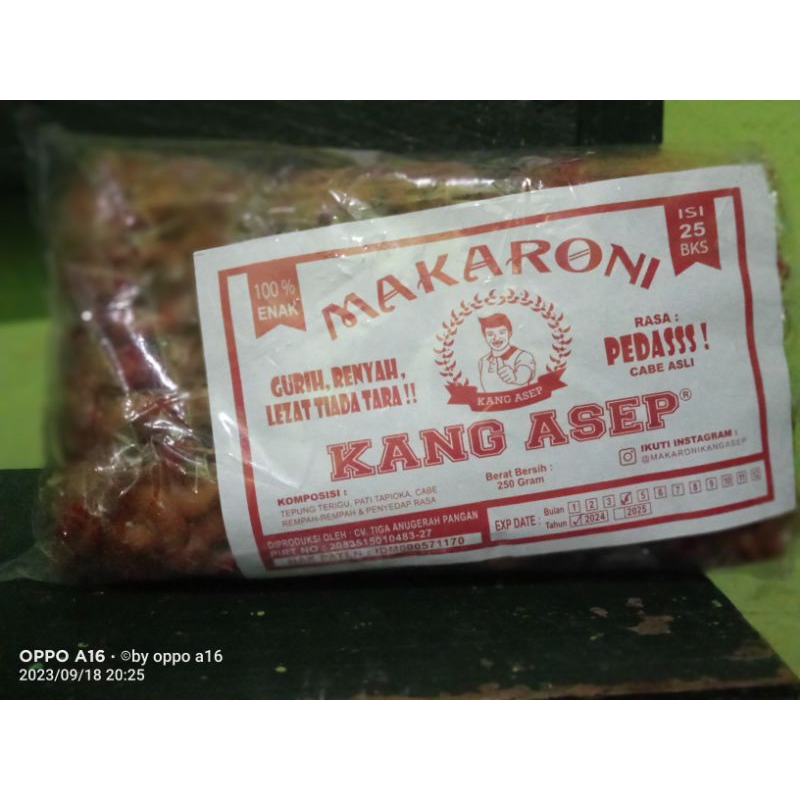 100 %
ENAK
MAKARONI
ISI
25
BKS
GURIH, RENYAH,
LEZAT TIADA TARA !!
KANG ASEP
RASA :
PEDASSS !
CABE ASLI
KANG ASEP®
IKUTI INSTAGRAM :
@MAKARONIKANGASEP
KOMPOSISI :
TEPUNG TERIGU, PATI TAPIOKA, CABE
REMPAH-REMPAH & PENYEDAP RASA
Berat Bersih :
250 Gram
DIPRODUKSI OLEH : CV. TIGA ANUGERAH PANGAN
PIRT NO : 2083515010483-27
HAK PATEN : IDM000571170
EXP DATE :
Bulan 1 2 3 ✓ 5 6 7 8 9 10 11 12
Tahun ✓ 2024 2025
OPPO A16 · ©by oppo a16
2023/09/18 20:25